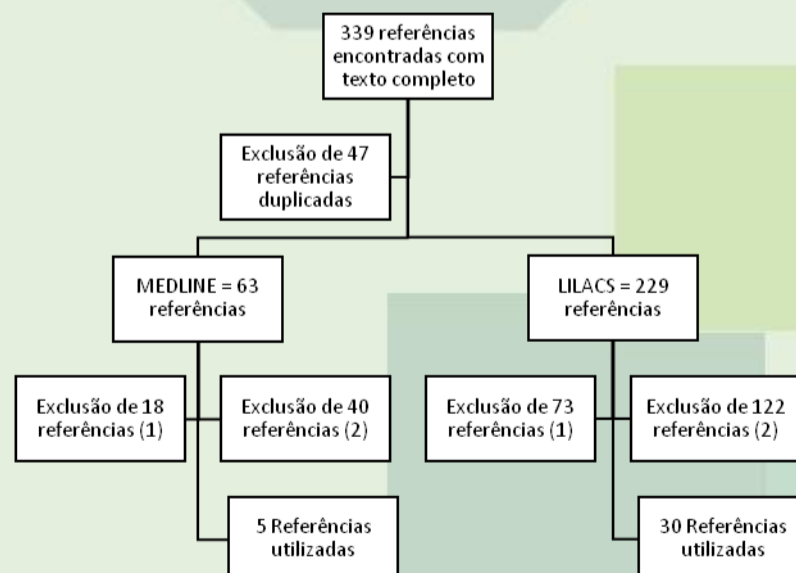 339 referências
encontradas com
texto completo
Exclusão de 47
referências
duplicadas
MEDLINE = 63
referências
LILACS = 229
referências
Exclusão de 18
referências (1)
Exclusão de 40
referências (2)
Exclusão de 73
referências (1)
Exclusão de 122
referências (2)
5 Referências
utilizadas
30 Referências
utilizadas